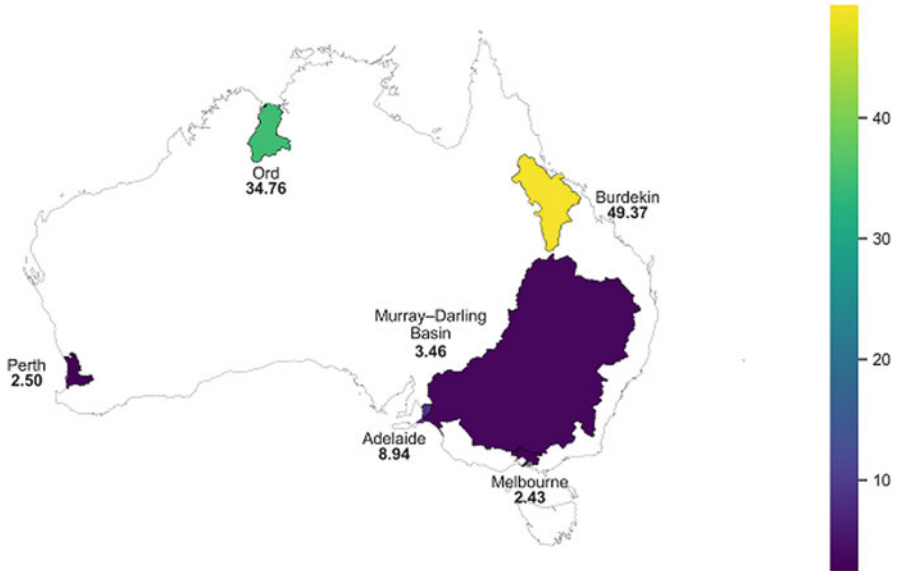 Ord
34.76
Burdekin
49.37
Murray–Darling
Basin
3.46
Perth
2.50
Adelaide
8.94
Melbourne
2.43
40
30
20
10